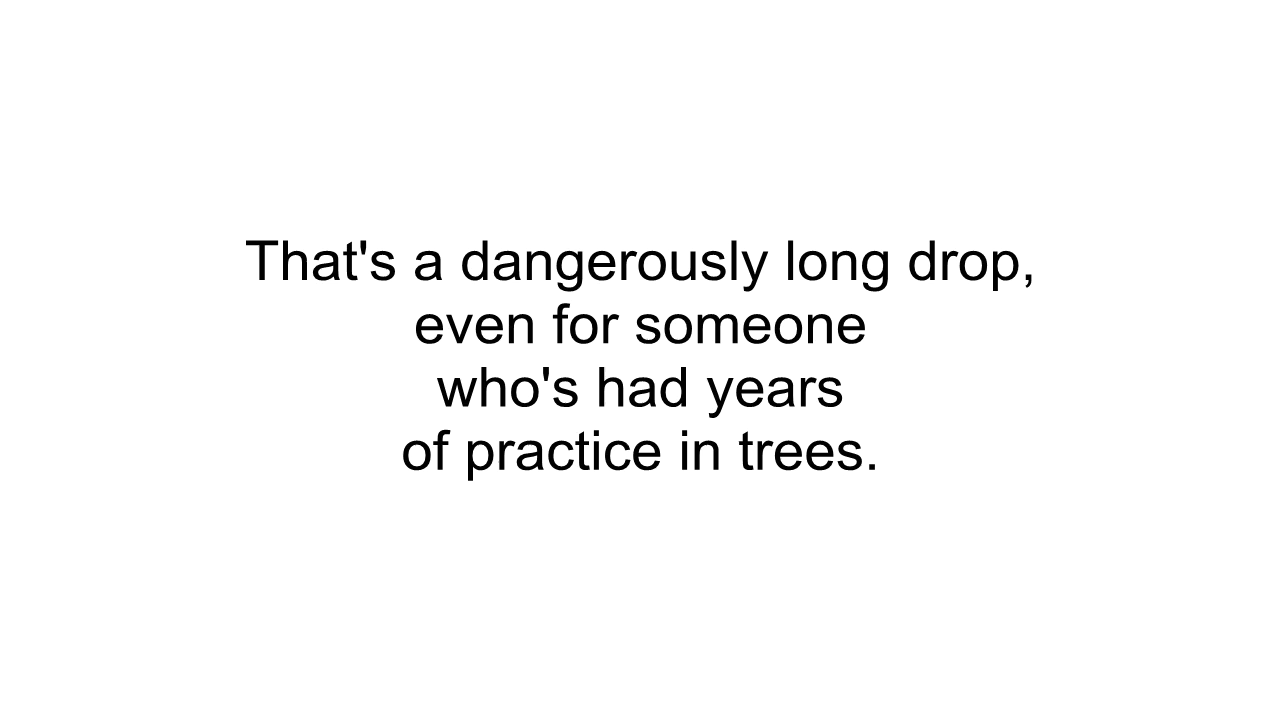 That's a dangerously long drop,
even for someone
who's had years
of practice in trees.